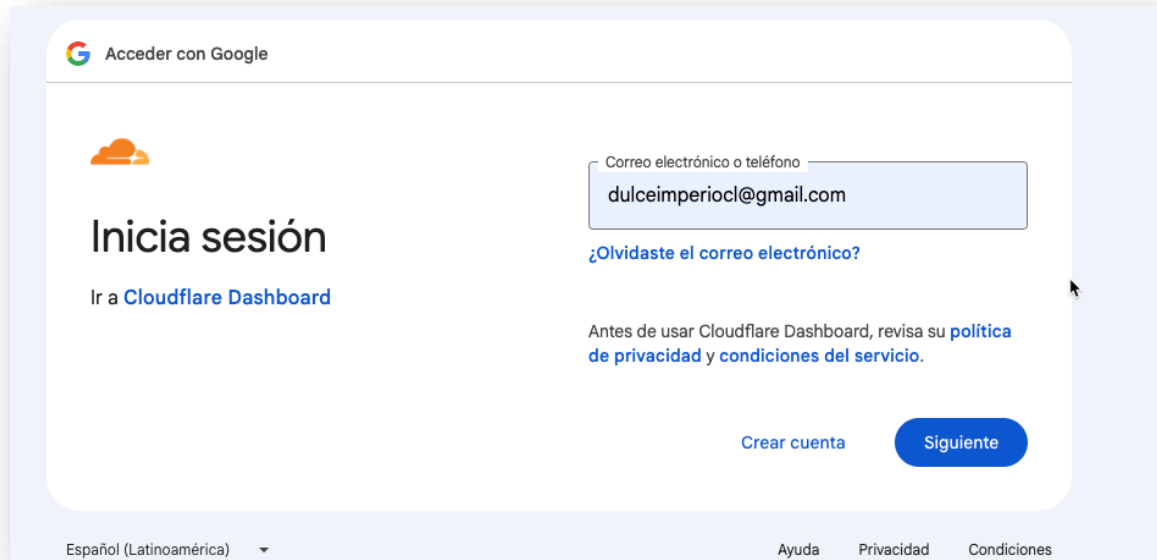 Acceder con Google
Inicia sesión
Ir a Cloudflare Dashboard
Correo electrónico o teléfono
dulceimperiocl@gmail.com
¿Olvidaste el correo electrónico?
Antes de usar Cloudflare Dashboard, revisa su política
de privacidad y condiciones del servicio.
Crear cuenta
Siguiente
Español (Latinoamérica)
Ayuda
Privacidad
Condiciones